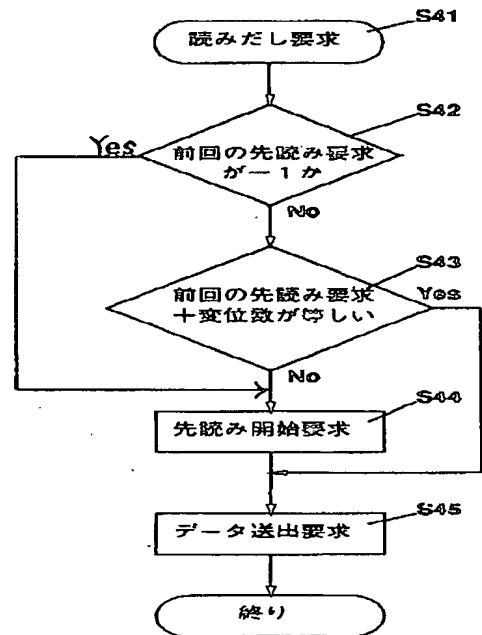 S41
読みだし要求
S42
Yes
前回の先読み要求
が－１か
No
S43
前回の先読み要求
Yes
＋変位数が等しい
No
S44
先読み開始要求
S45
データ送出要求
終り